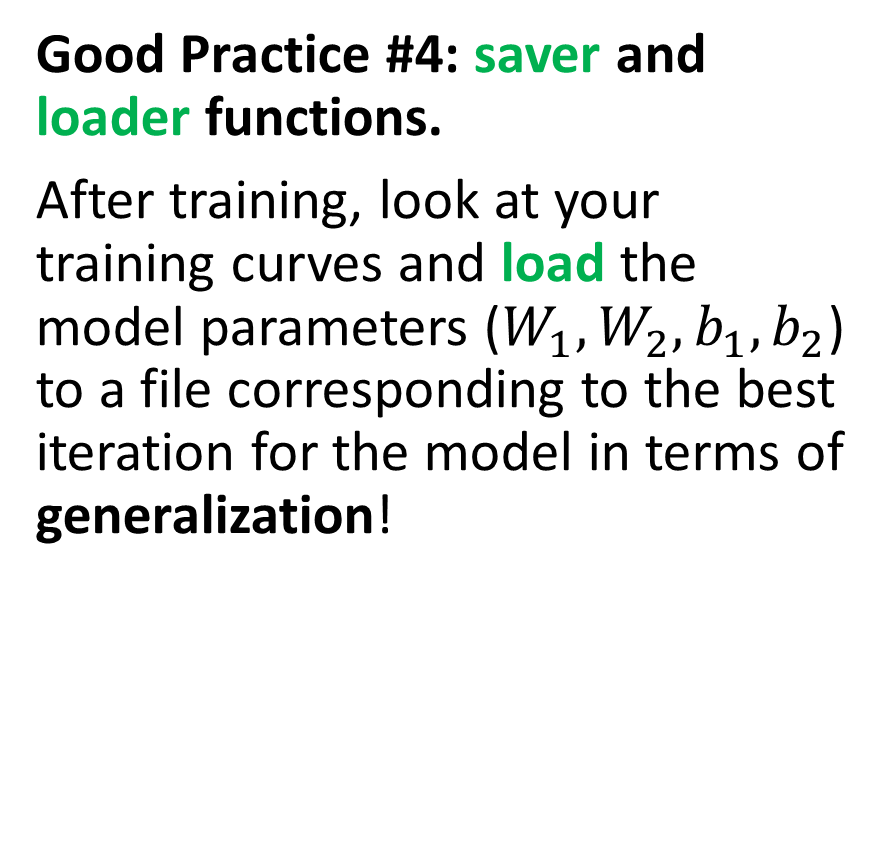 Good Practice #4: saver and
loader functions.
After training, look at your
training curves and load the
model parameters (𝑊₁, 𝑊₂, 𝑏₁, 𝑏₂)
to a file corresponding to the best
iteration for the model in terms of
generalization!